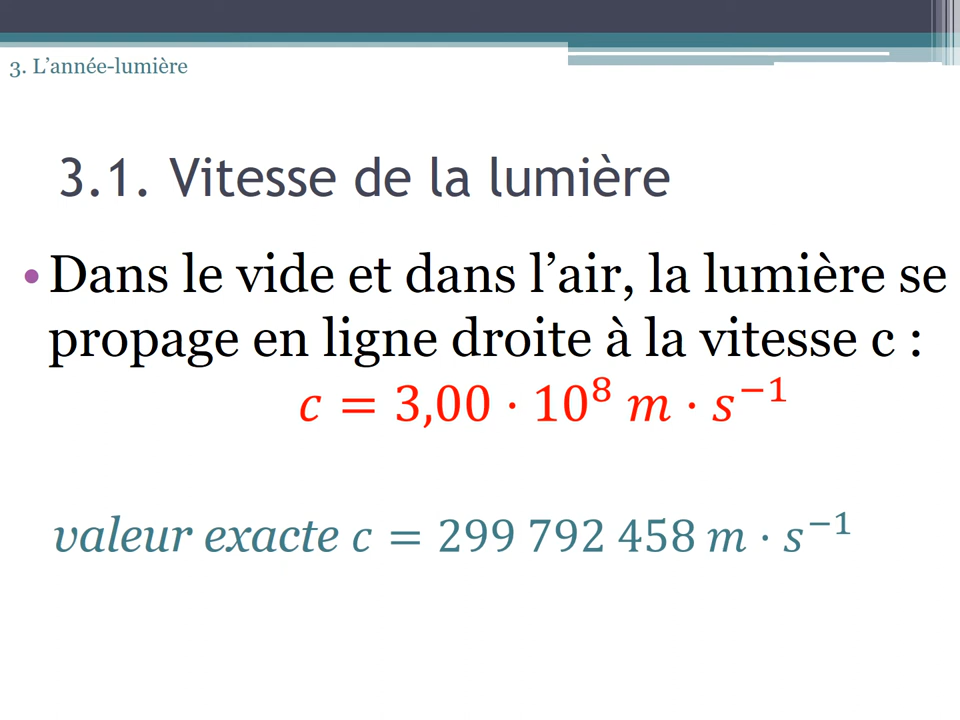 3. L’année-lumière
3.1. Vitesse de la lumière
•Dans le vide et dans l’air, la lumière se
propage en ligne droite à la vitesse c :
c = 3,00 · 10⁸ m · s⁻¹
valeur exacte c = 299 792 458 m · s⁻¹